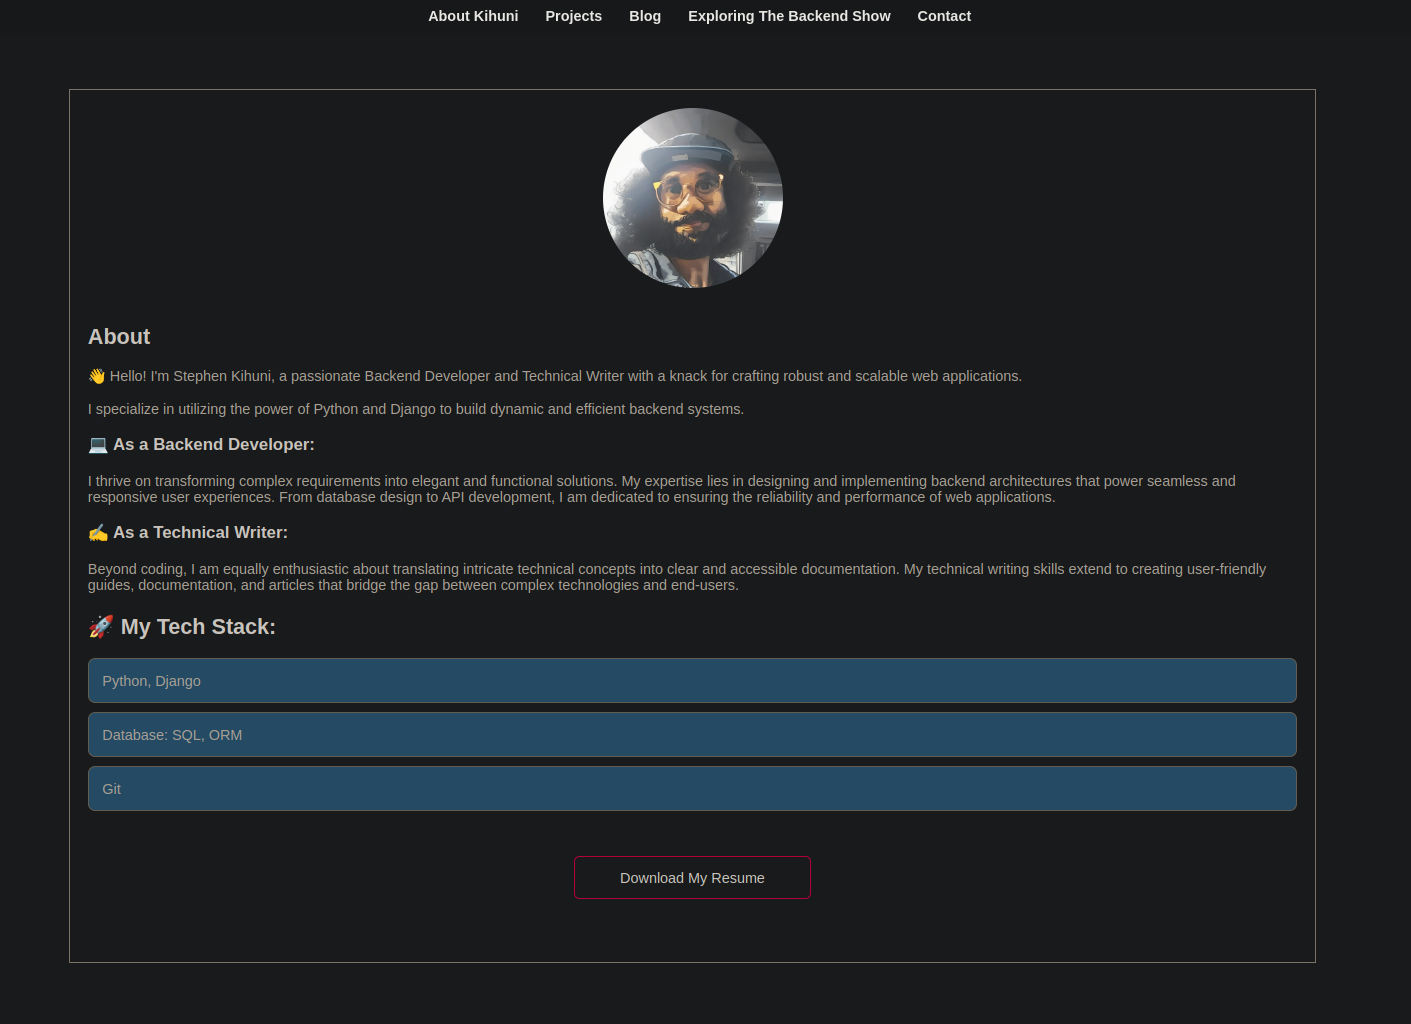 About Kihuni Projects Blog Exploring The Backend Show Contact
About
👋 Hello! I'm Stephen Kihuni, a passionate Backend Developer and Technical Writer with a knack for crafting robust and scalable web applications.
I specialize in utilizing the power of Python and Django to build dynamic and efficient backend systems.
💻 As a Backend Developer:
I thrive on transforming complex requirements into elegant and functional solutions. My expertise lies in designing and implementing backend architectures that power seamless and
responsive user experiences. From database design to API development, I am dedicated to ensuring the reliability and performance of web applications.
✍️ As a Technical Writer:
Beyond coding, I am equally enthusiastic about translating intricate technical concepts into clear and accessible documentation. My technical writing skills extend to creating user-friendly
guides, documentation, and articles that bridge the gap between complex technologies and end-users.
🚀 My Tech Stack:
Python, Django
Database: SQL, ORM
Git
Download My Resume